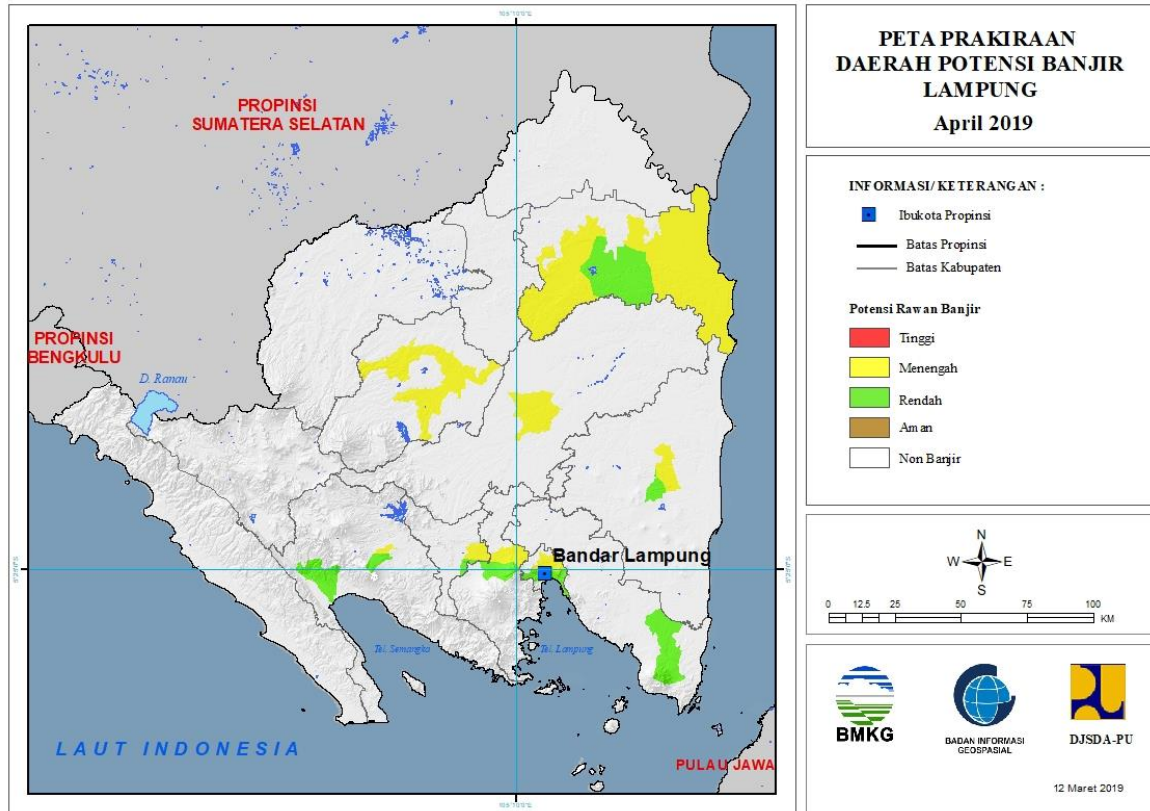 PROPINSI
SUMATERA SELATAN
PROPINSI
BENGKULU
D. Ranau
Bandar Lampung
Tel. Semangka
Tel. Lampung
LAUT INDONESIA
PULAU JAWA
PETA PRAKIRAAN
DAERAH POTENSI BANJIR
LAMPUNG
April 2019
INFORMASI/ KETERANGAN :
Ibukota Propinsi
Batas Propinsi
Batas Kabupaten
Potensi Rawan Banjir
Tinggi
Menengah
Rendah
Aman
Non Banjir
N
W E
S
0 12.5 25 50 75 100
KM
BMKG
BADAN INFORMASI
GEOSPASIAL
DJSDA-PU
12 Maret 2019